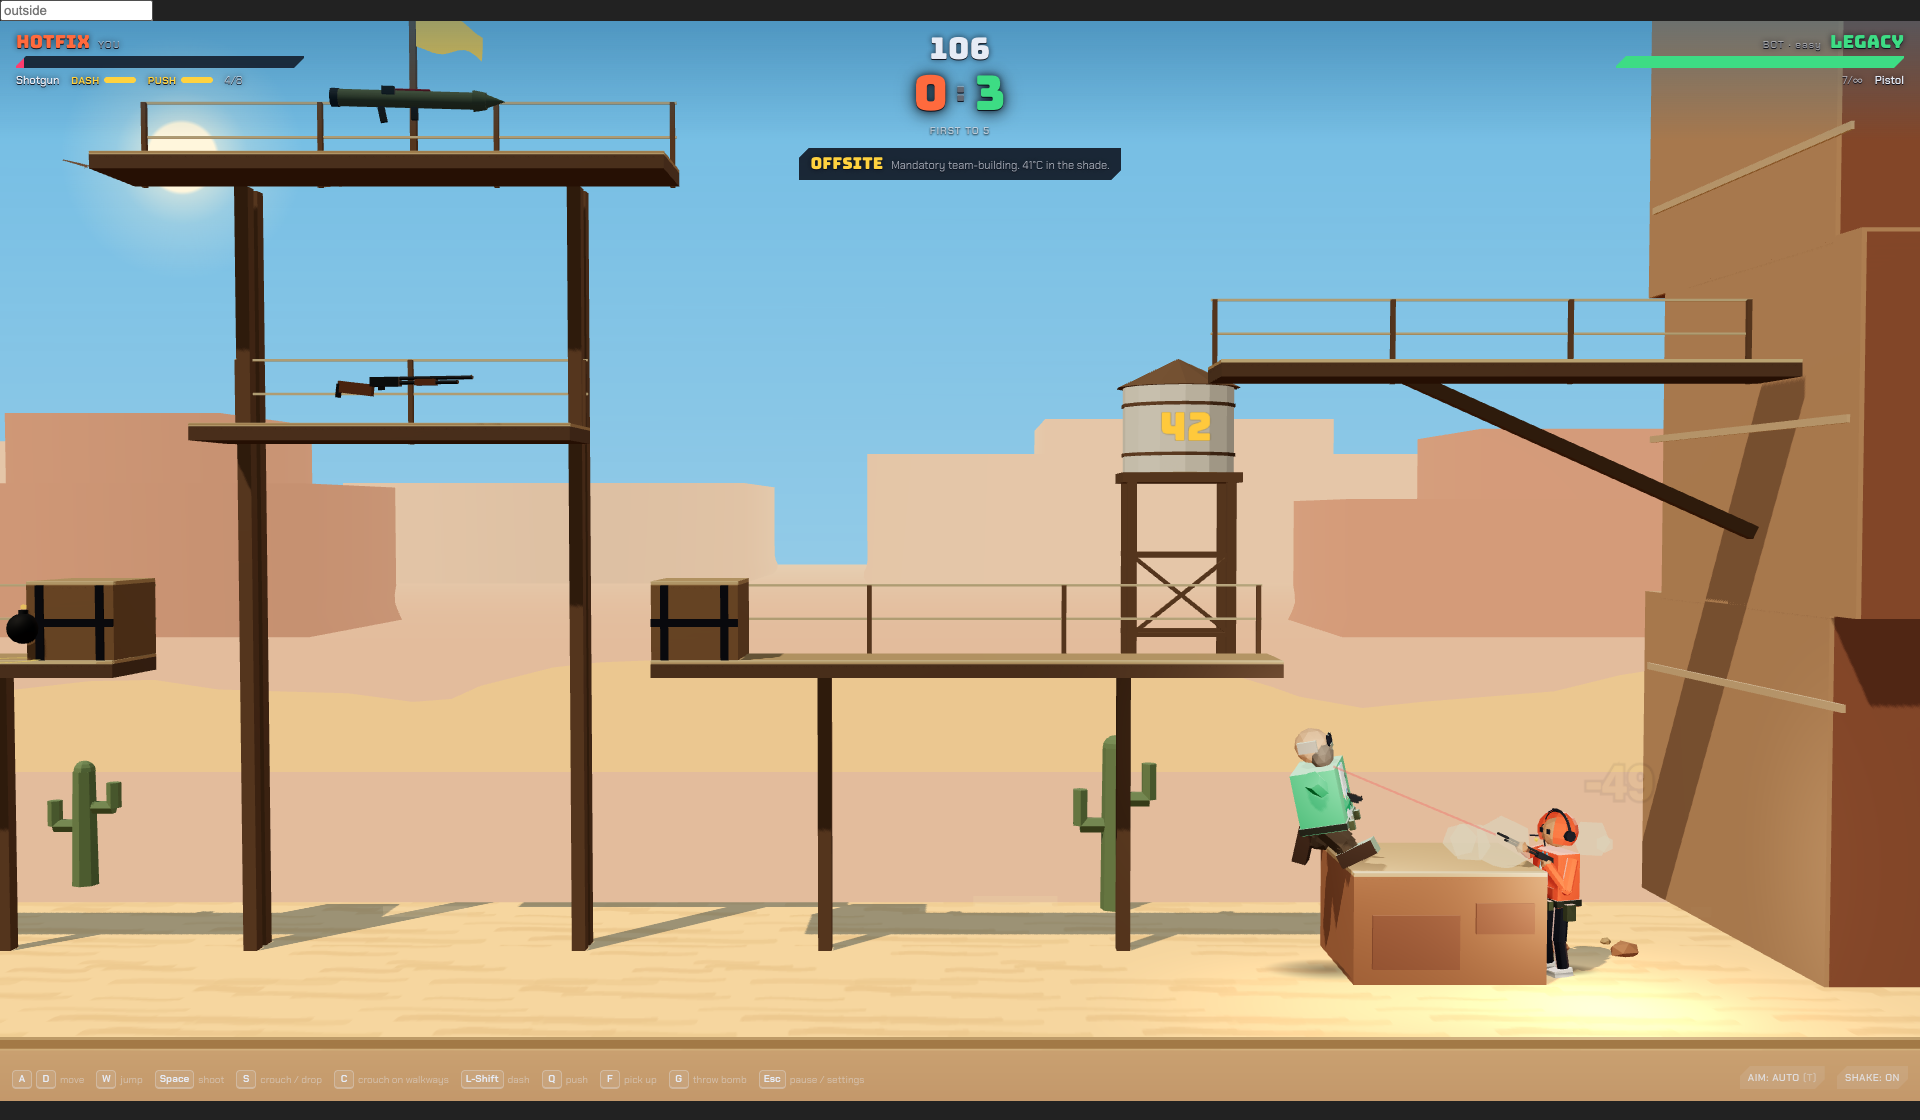 outside
HOTFIX YOU
Shotgun DASH PUSH 4/8
106
0 : 3
FIRST TO 5
OFFSITE Mandatory team-building. 41°C in the shade.
BOT · easy LEGACY
7/∞ Pistol
42
-49
A D move W jump Space shoot S crouch / drop C crouch on walkways L-Shift dash Q push F pick up G throw bomb Esc pause / settings
AIM: AUTO (T) SHAKE: ON